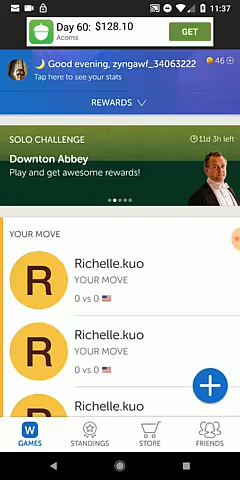 11:37
Day 60: $128.10
Acorns
GET
Good evening, zyngawf_34063222
46
Tap here to see your stats
REWARDS
SOLO CHALLENGE
11d 3h left
Downton Abbey
Play and get awesome rewards!
YOUR MOVE
R
Richelle.kuo
YOUR MOVE
0 vs 0
R
Richelle.kuo
YOUR MOVE
0 vs 0
R
Richelle.kuo
W
GAMES
STANDINGS
STORE
FRIENDS